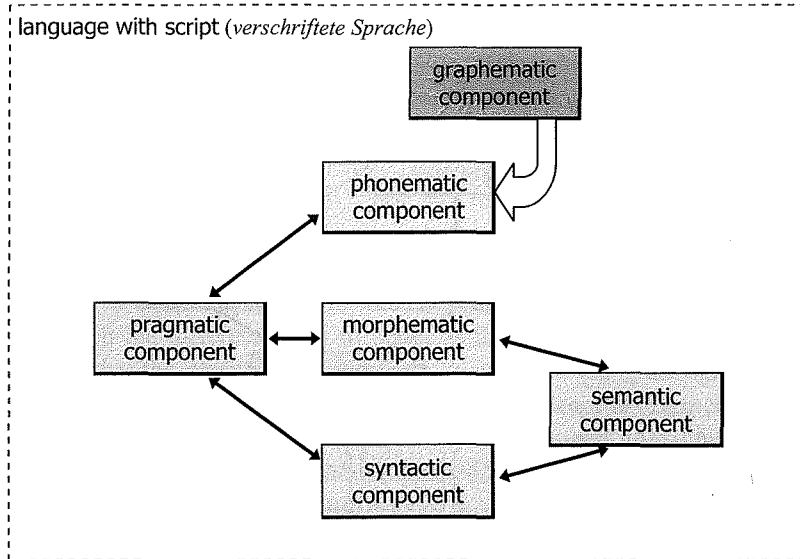 language with script (verschriftete Sprache)
graphematic
component
phonematic
component
pragmatic
component
morphematic
component
semantic
component
syntactic
component